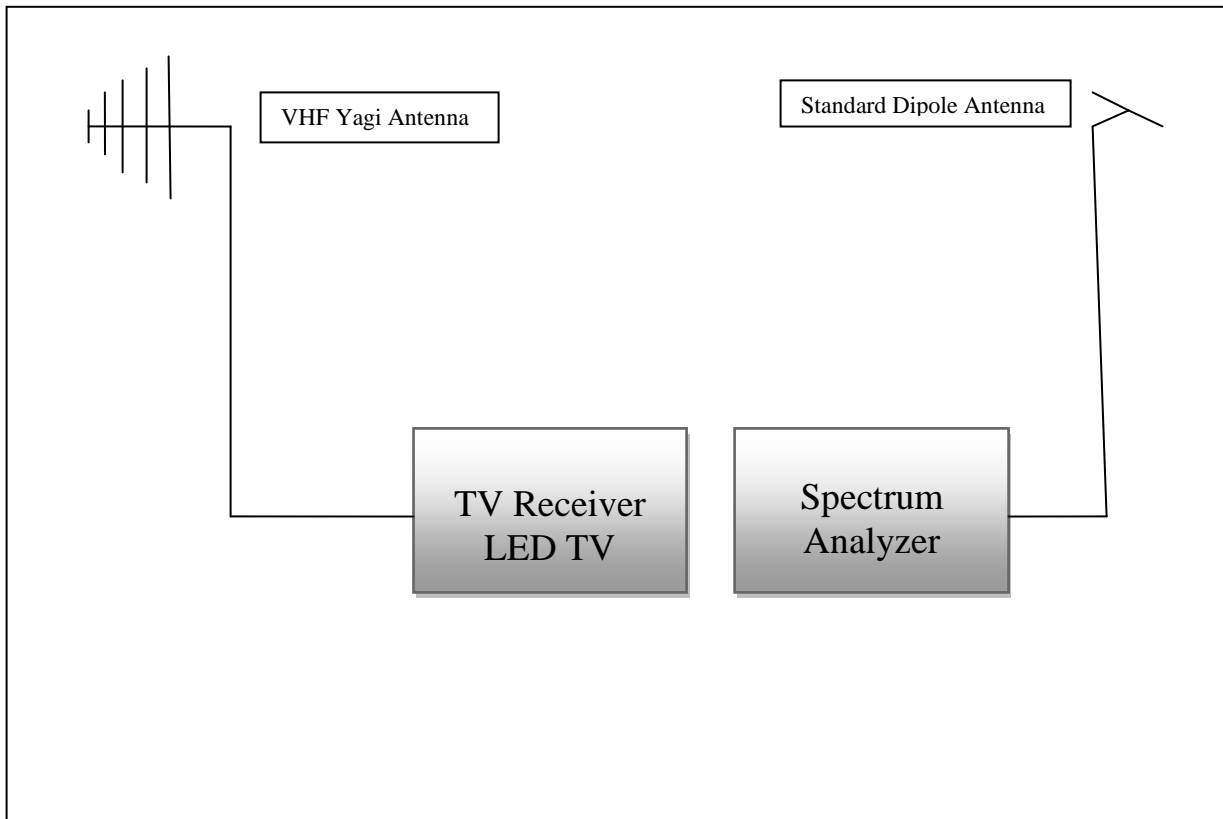 VHF Yagi Antenna
Standard Dipole Antenna
TV Receiver
LED TV
Spectrum
Analyzer